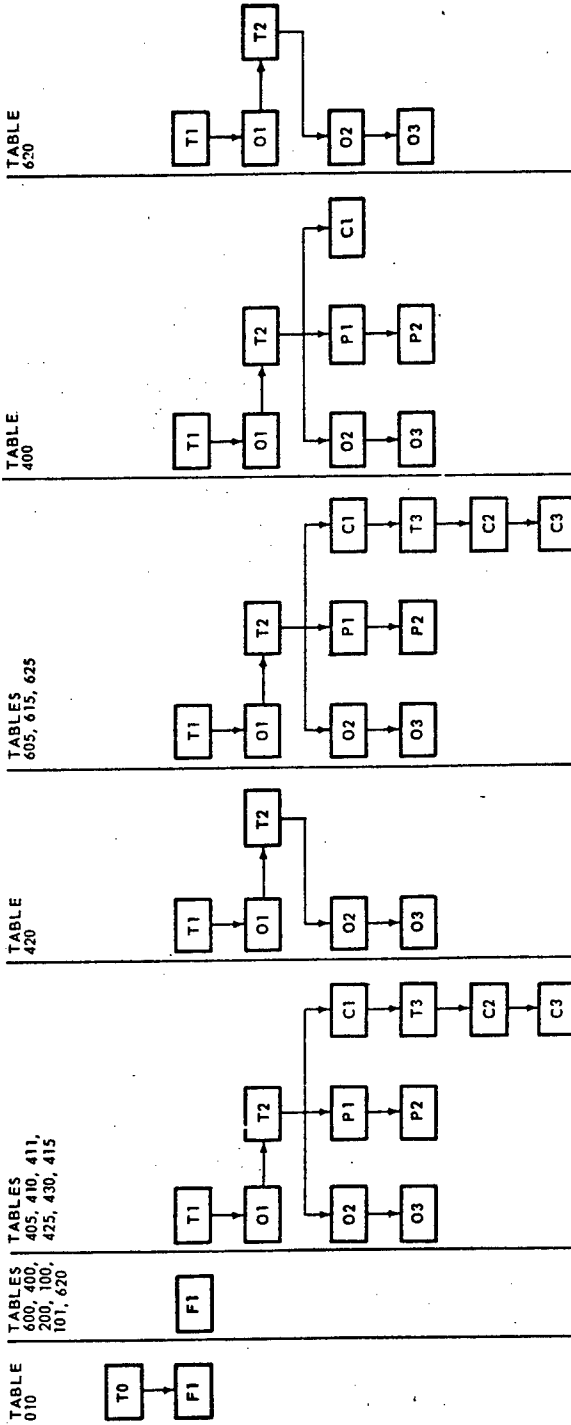 TABLE
010
T0
F1
TABLES
600, 400,
200, 100,
101, 620
F1
TABLES
405, 410, 411,
425, 430, 415
T1
O1
T2
O2
P1
C1
O3
P2
T3
C2
C3
TABLE
420
T1
O1
T2
O2
O3
TABLES
605, 615, 625
T1
O1
T2
O2
P1
C1
O3
P2
T3
C2
C3
TABLE
400
T1
O1
T2
O2
P1
C1
O3
P2
TABLE
620
T1
O1
T2
O2
O3